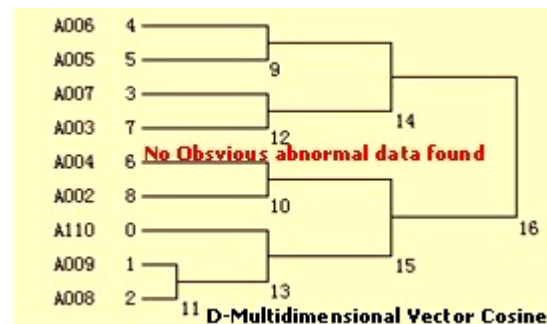 A006 4
A005 5
9
A007 3
14
A003 7
12
No Obsvious abnormal data found
A004 6
A002 8
10
A110 0
16
A009 1
15
13
A008 2
11
D-Multidimensional Vector Cosine